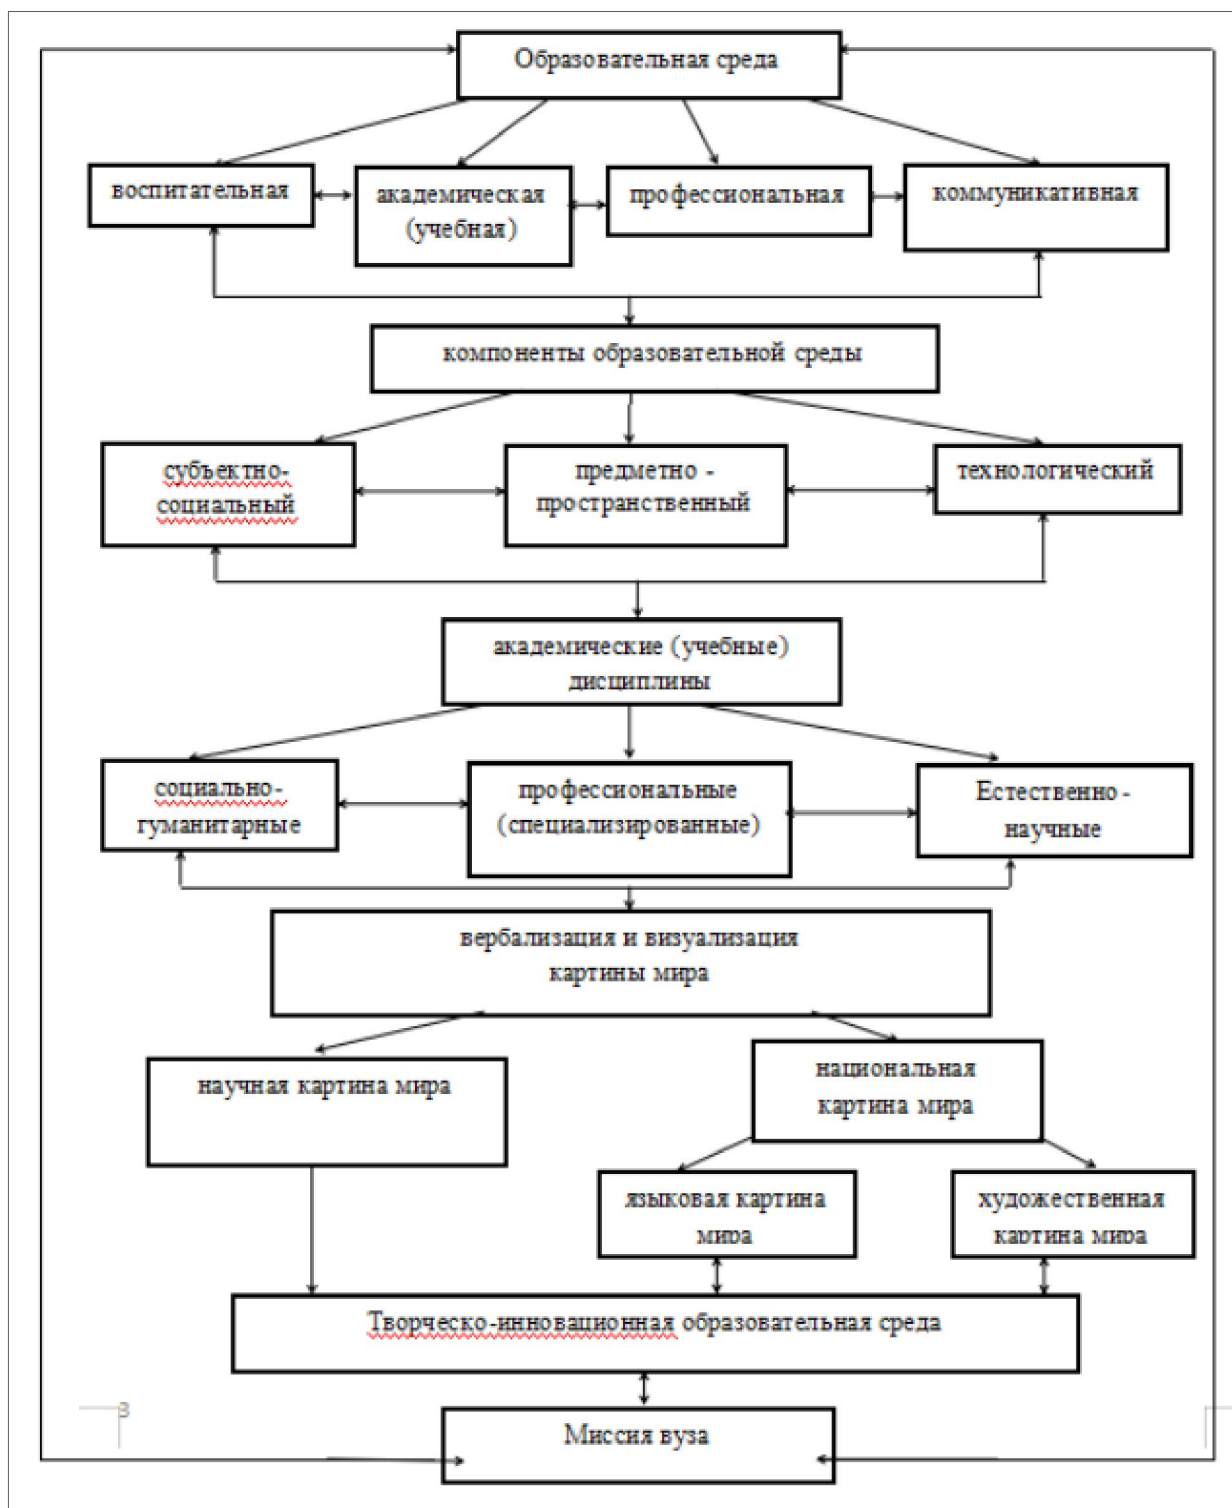 Образовательная среда
воспитательная
академическая
(учебная)
профессиональная
коммуникативная
компоненты образовательной среды
субъектно-
социальный
предметно -
пространственный
технологический
академические (учебные)
дисциплины
социально-
гуманитарные
профессиональные
(специализированные)
Естественно -
научные
вербализация и визуализация
картины мира
научная картина мира
национальная
картина мира
языковая картина
мира
художественная
картина мира
Творческо-инновационная образовательная среда
З
Миссия вуза